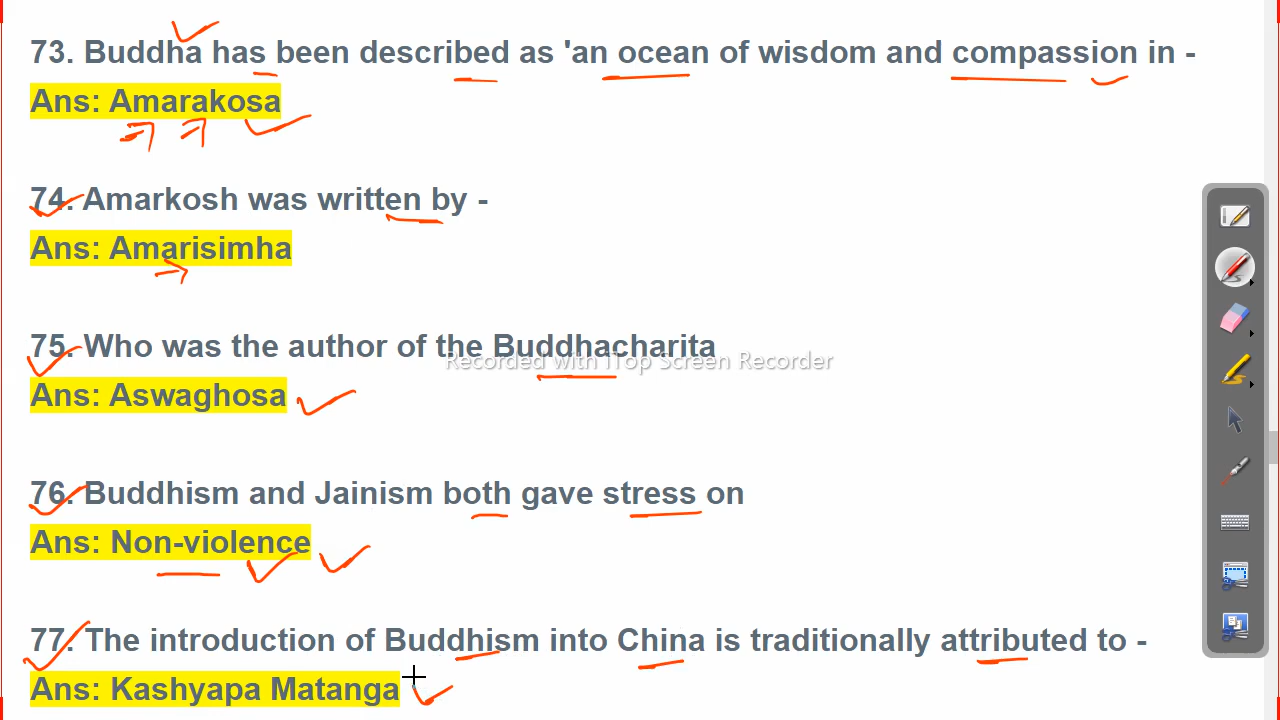 73. Buddha has been described as 'an ocean of wisdom and compassion in -
Ans: Amarakosa
74. Amarkosh was written by -
Ans: Amarisimha
75. Who was the author of the Buddhacharita
Recorded with iTop Screen Recorder
Ans: Aswaghosa
76. Buddhism and Jainism both gave stress on
Ans: Non-violence
77. The introduction of Buddhism into China is traditionally attributed to -
Ans: Kashyapa Matanga